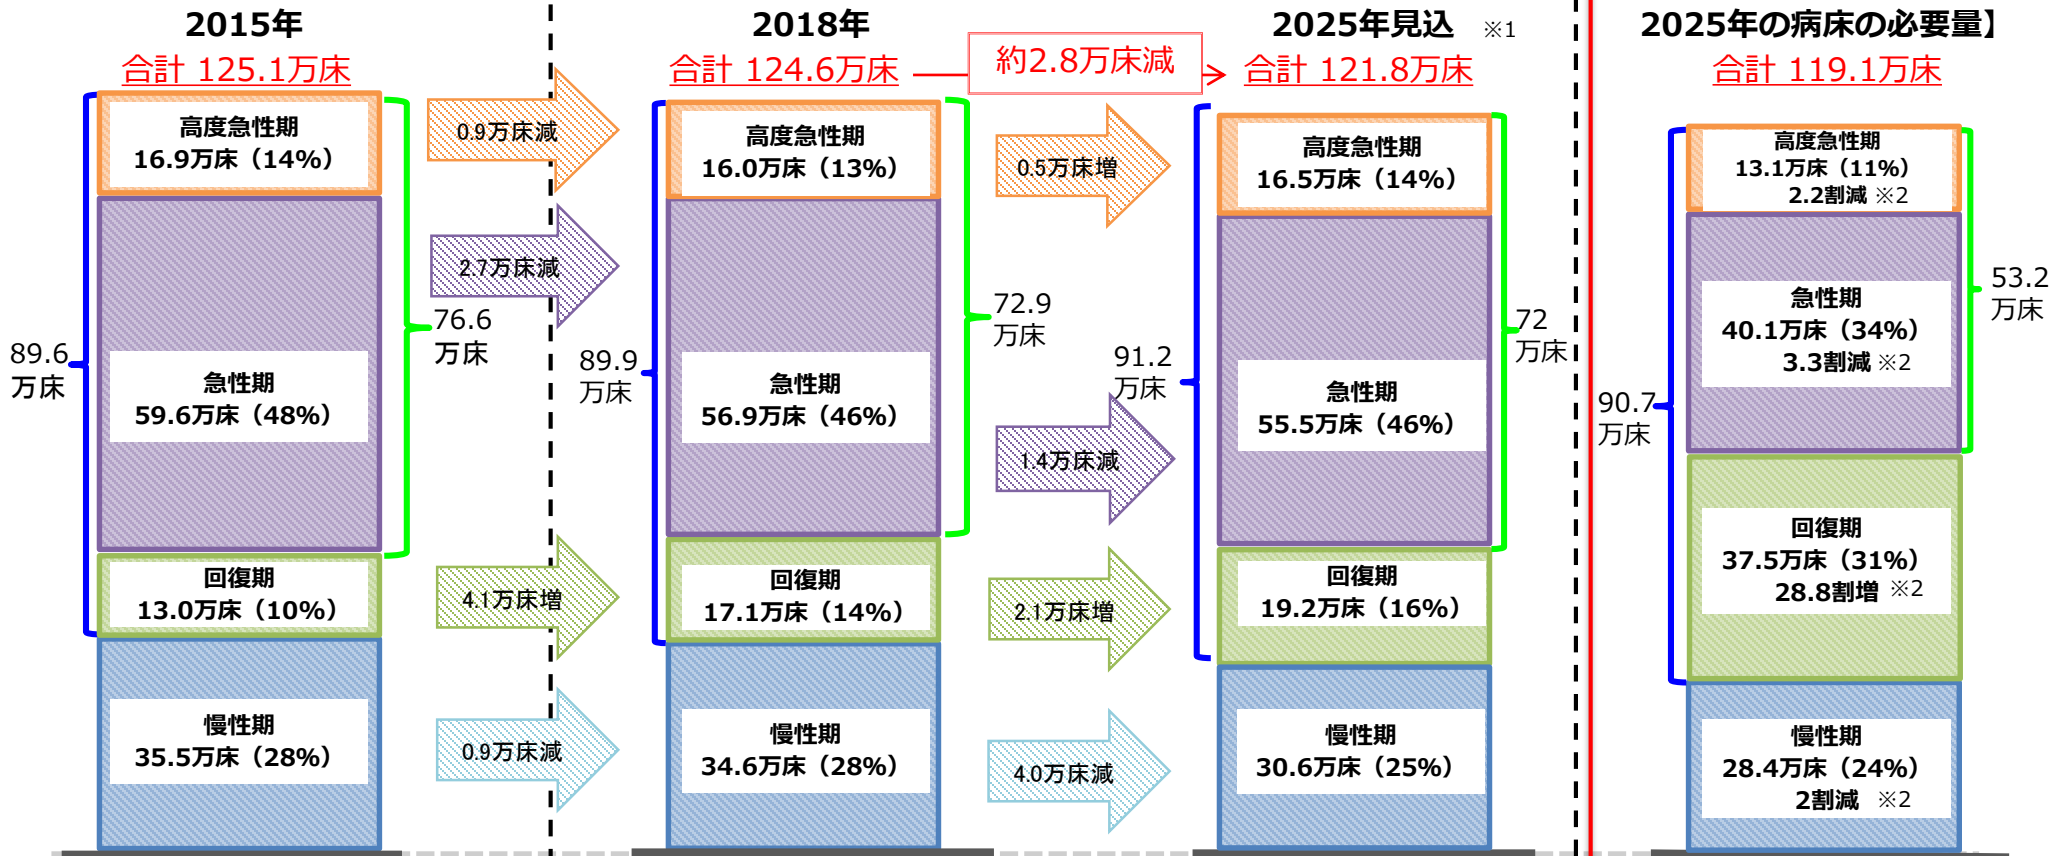 2015年
合計 125.1万床
高度急性期
16.9万床（14%）
急性期
59.6万床（48%）
回復期
13.0万床（10%）
慢性期
35.5万床（28%）
89.6
万床
76.6
万床
0.9万床減
2.7万床減
4.1万床増
0.9万床減
2018年
合計 124.6万床
高度急性期
16.0万床（13%）
急性期
56.9万床（46%）
回復期
17.1万床（14%）
慢性期
34.6万床（28%）
89.9
万床
72.9
万床
約2.8万床減
0.5万床増
1.4万床減
2.1万床増
4.0万床減
2025年見込 ※1
合計 121.8万床
高度急性期
16.5万床（14%）
急性期
55.5万床（46%）
回復期
19.2万床（16%）
慢性期
30.6万床（25%）
91.2
万床
72
万床
2025年の病床の必要量】
合計 119.1万床
高度急性期
13.1万床（11%）
2.2割減 ※2
急性期
40.1万床（34%）
3.3割減 ※2
回復期
37.5万床（31%）
28.8割増 ※2
慢性期
28.4万床（24%）
2割減 ※2
90.7
万床
53.2
万床